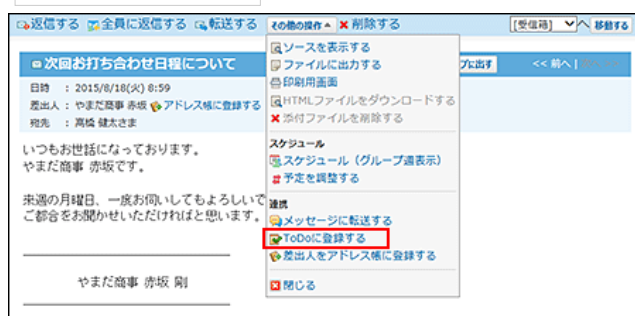 返信する 全員に返信する 転送する その他の操作▲ 削除する [受信箱] へ 移動する
次回お打ち合わせ日程について
プに出す << 前へ |
日時 : 2015/8/18(火) 8:59
差出人 : やまだ商事 赤坂 アドレス帳に登録する
宛先 : 高橋 健太さま
いつもお世話になっております。
やまだ商事 赤坂です。
来週の月曜日、一度お伺いしてもよろしいで
ご都合をお聞かせいただければと思います。
やまだ商事 赤坂 剛
ソースを表示する
ファイルに出力する
印刷用画面
HTMLファイルをダウンロードする
添付ファイルを削除する
スケジュール
スケジュール（グループ週表示）
予定を調整する
連携
メッセージに転送する
ToDoに登録する
差出人をアドレス帳に登録する
閉じる